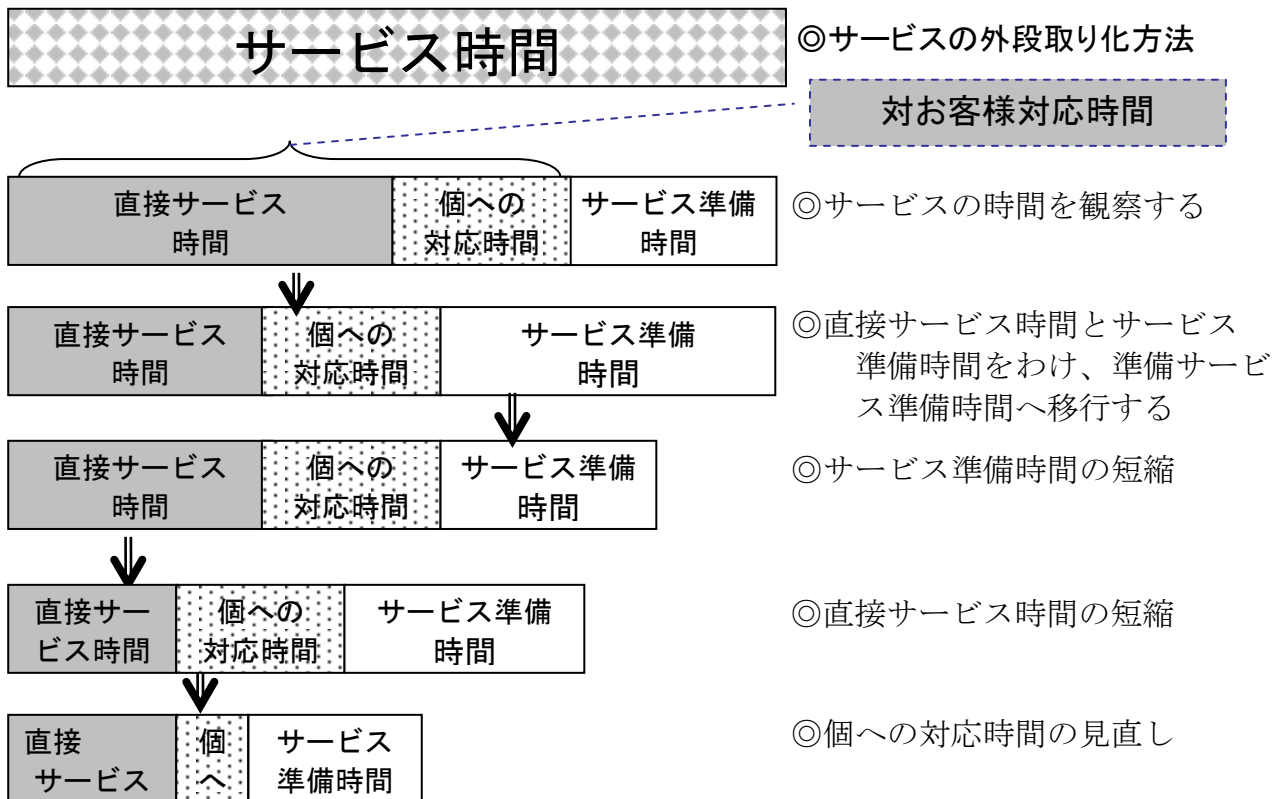 サービス時間
◎サービスの外段取り化方法
対お客様対応時間
直接サービス
時間
個への
対応時間
サービス準備
時間
◎サービスの時間を観察する
直接サービス
時間
個への
対応時間
サービス準備
時間
◎直接サービス時間とサービス
準備時間をわけ、準備サービ
ス準備時間へ移行する
直接サービス
時間
個への
対応時間
サービス準備
時間
◎サービス準備時間の短縮
直接サー
ビス時間
個への
対応時間
サービス準備
時間
◎直接サービス時間の短縮
直接
サービス
個
へ
サービス
準備時間
◎個への対応時間の見直し